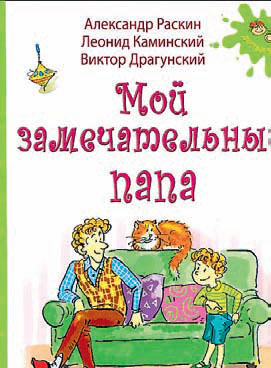 Александр Раскин
Леонид Каминский
Виктор Драгунский
Мой
замечательны
папа